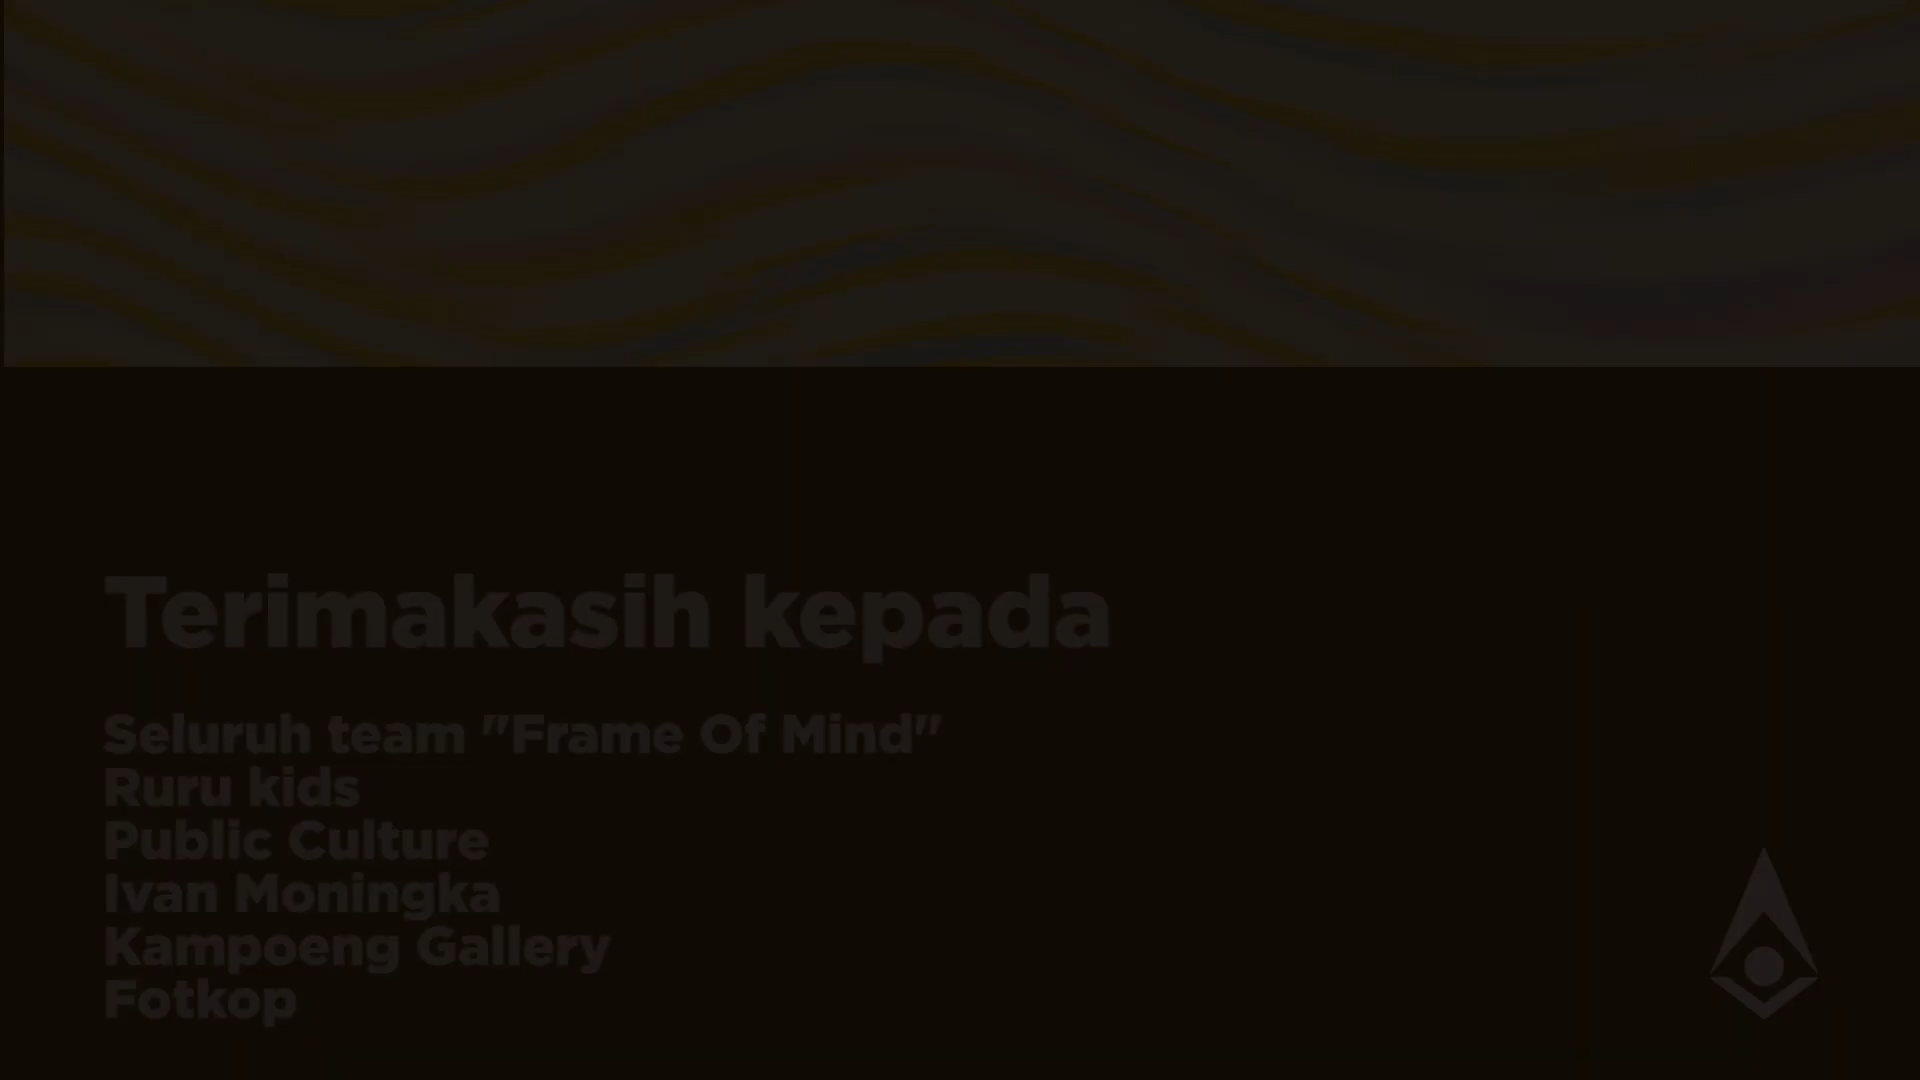 Terimakasih kepada
Seluruh team "Frame Of Mind"
Ruru kids
Public Culture
Ivan Moningka
Kampoeng Gallery
Fotkop